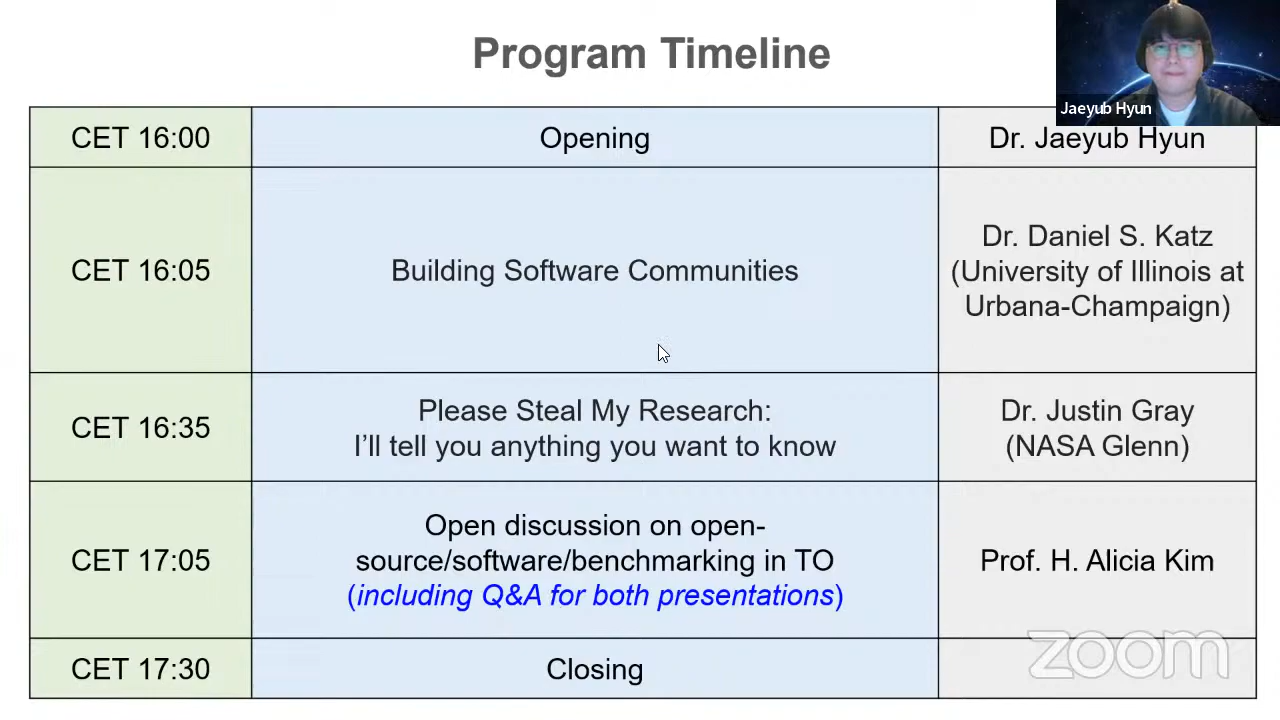 Program Timeline
Jaeyub Hyun
CET 16:00
Opening
Dr. Jaeyub Hyun
CET 16:05
Building Software Communities
Dr. Daniel S. Katz
(University of Illinois at
Urbana-Champaign)
CET 16:35
Please Steal My Research:
I’ll tell you anything you want to know
Dr. Justin Gray
(NASA Glenn)
CET 17:05
Open discussion on open-
source/software/benchmarking in TO
(including Q&A for both presentations)
Prof. H. Alicia Kim
CET 17:30
Closing
zoom